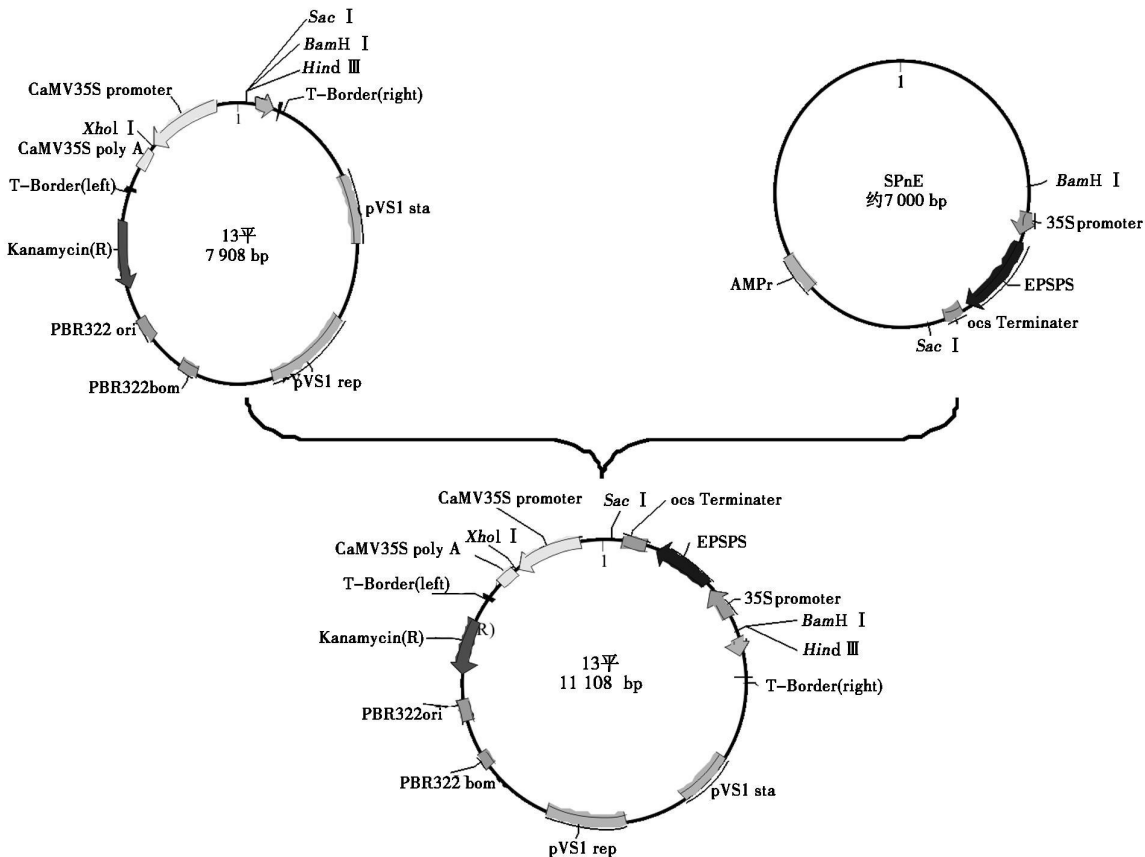 Sac Ⅰ
BamH Ⅰ
Hind Ⅲ
T-Border(right)
CaMV35S promoter
Xhol Ⅰ
CaMV35S poly A
T-Border(left)
Kanamycin(R)
PBR322 ori
PBR322bom
pVS1 rep
pVS1 sta
1
13平
7 908 bp
1
SPnE
约7 000 bp
BamH Ⅰ
35S promoter
EPSPS
ocs Terminater
Sac Ⅰ
AMPr
CaMV35S promoter
Sac Ⅰ
ocs Terminater
EPSPS
35S promoter
BamH Ⅰ
Hind Ⅲ
T-Border(right)
pVS1 sta
pVS1 rep
PBR322 bom
PBR322ori
Kanamycin(R)
R)
T-Border(left)
CaMV35S poly A
Xhol Ⅰ
1
13平
11 108 bp